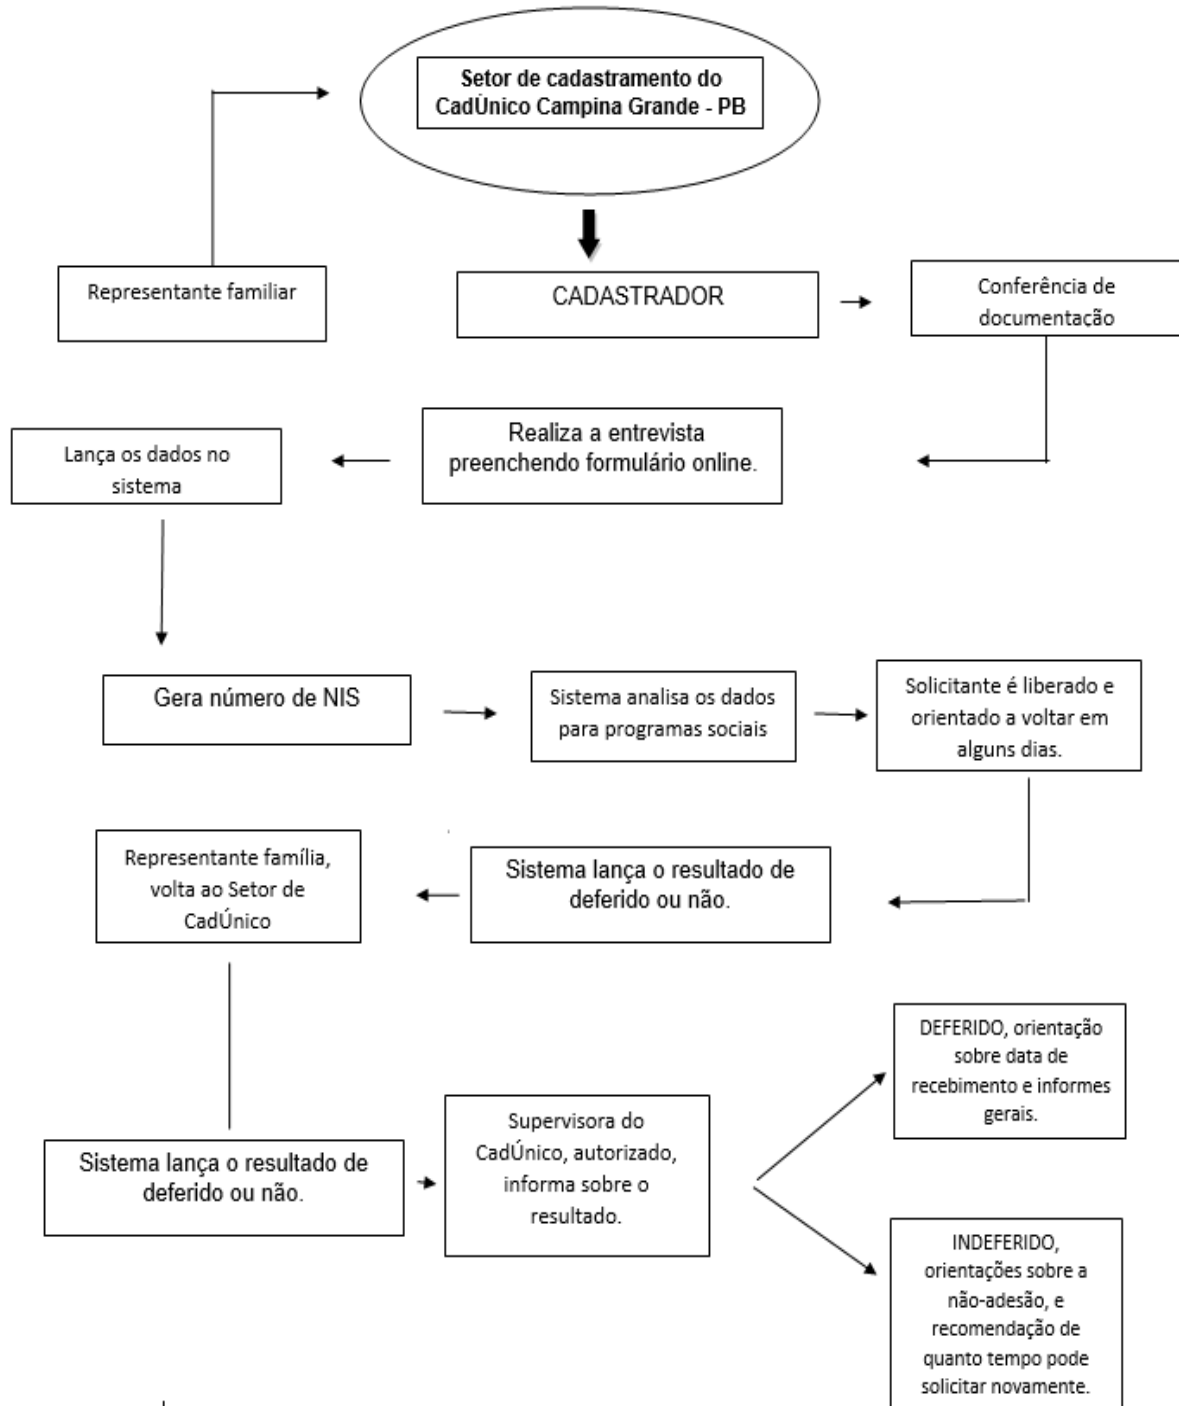 Setor de cadastramento do
CadÚnico Campina Grande - PB
Representante familiar
CADASTRADOR
Conferência de
documentação
Realiza a entrevista
preenchendo formulário online.
Lança os dados no
sistema
Gera número de NIS
Sistema analisa os dados
para programas sociais
Solicitante é liberado e
orientado a voltar em
alguns dias.
Sistema lança o resultado de
deferido ou não.
Representante família,
volta ao Setor de
CadÚnico
Sistema lança o resultado de
deferido ou não.
Supervisora do
CadÚnico, autorizado,
informa sobre o
resultado.
DEFERIDO, orientação
sobre data de
recebimento e informes
gerais.
INDEFERIDO,
orientações sobre a
não-adesão, e
recomendação de
quanto tempo pode
solicitar novamente.